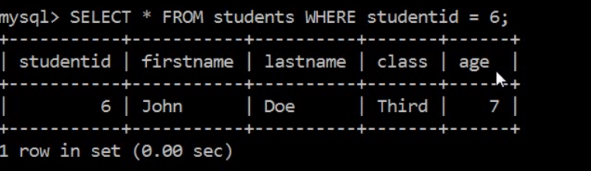 mysql> SELECT * FROM students WHERE studentid = 6;
+-----------+-----------+----------+-------+------+
| studentid | firstname | lastname | class | age  |
+-----------+-----------+----------+-------+------+
|         6 | John      | Doe      | Third |    7 |
+-----------+-----------+----------+-------+------+
1 row in set (0.00 sec)